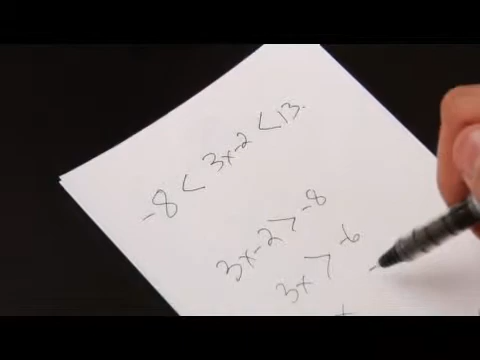 -8 < 3x-2 < 13.
3x-2 > -8
3x > -6